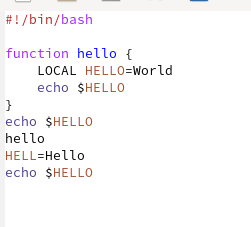 #!/bin/bash
function hello {
LOCAL HELLO=World
echo $HELLO
}
echo $HELLO
hello
HELL=Hello
echo $HELLO